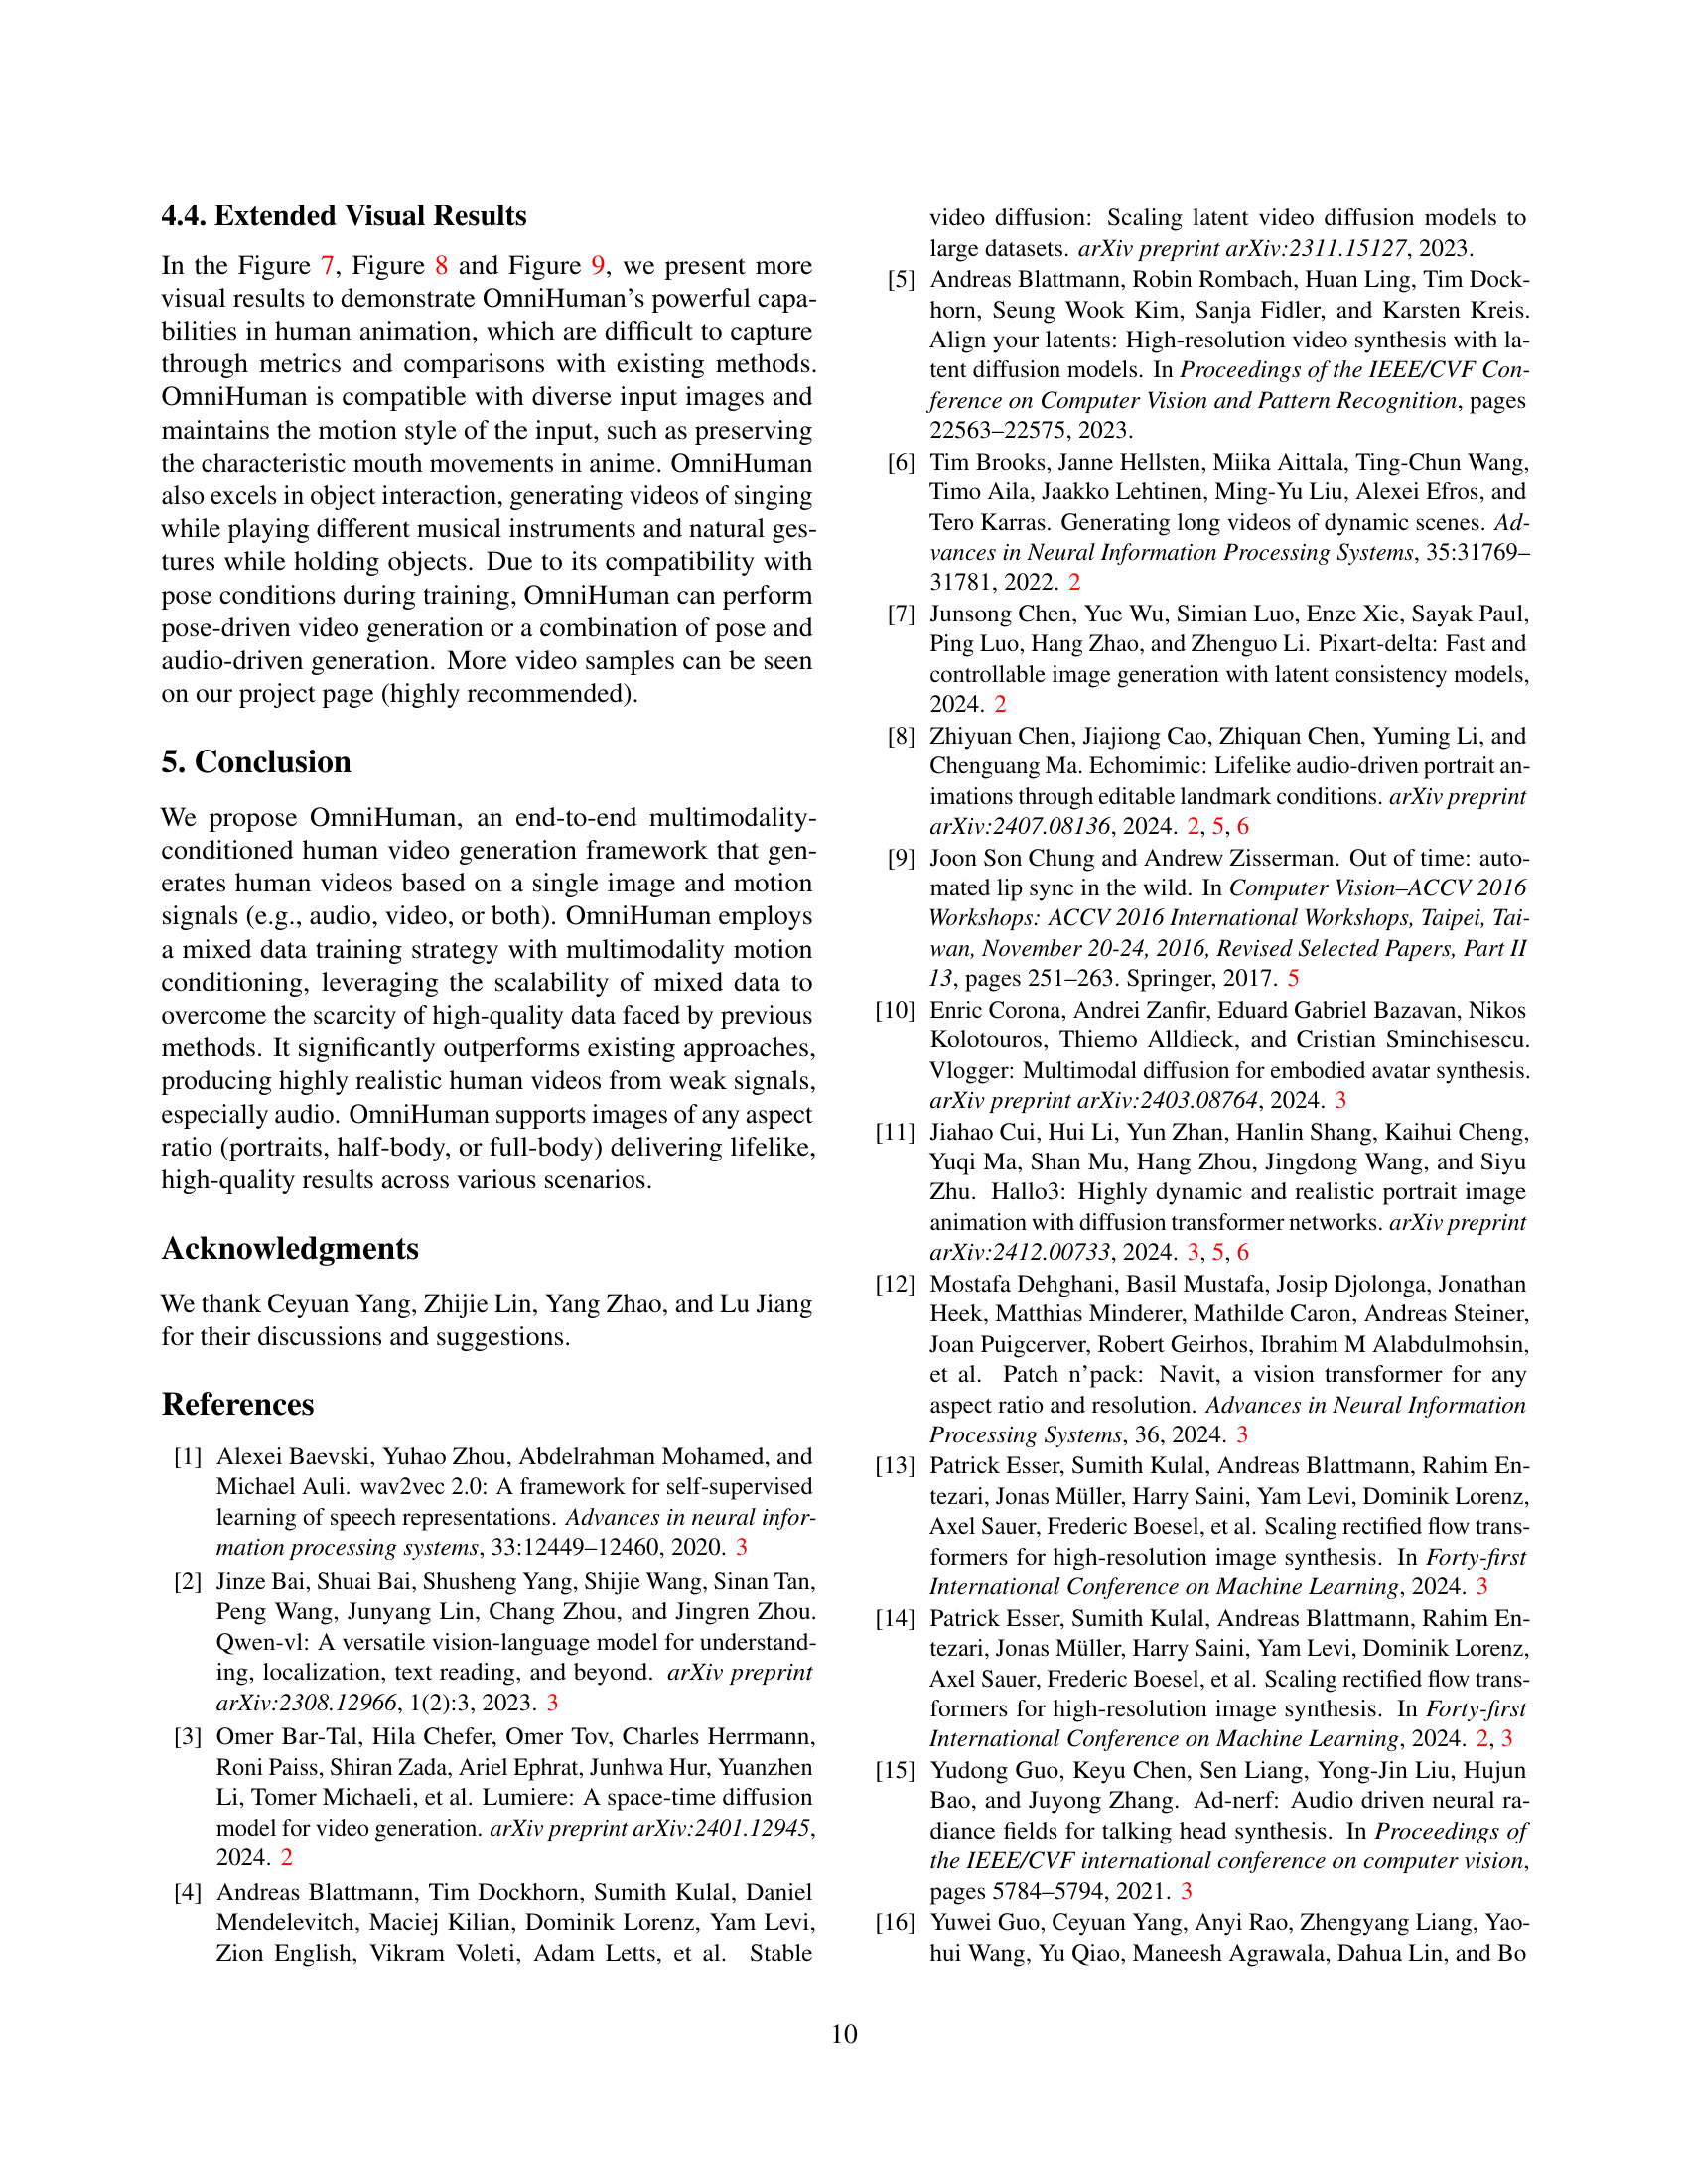 4.4. Extended Visual Results
In the Figure 7, Figure 8 and Figure 9, we present more
visual results to demonstrate OmniHuman's powerful capa-
bilities in human animation, which are difficult to capture
through metrics and comparisons with existing methods.
OmniHuman is compatible with diverse input images and
maintains the motion style of the input, such as preserving
the characteristic mouth movements in anime. OmniHuman
also excels in object interaction, generating videos of singing
while playing different musical instruments and natural ges-
tures while holding objects. Due to its compatibility with
pose conditions during training, OmniHuman can perform
pose-driven video generation or a combination of pose and
audio-driven generation. More video samples can be seen
on our project page (highly recommended).
5. Conclusion
We propose OmniHuman, an end-to-end multimodality-
conditioned human video generation framework that gen-
erates human videos based on a single image and motion
signals (e.g., audio, video, or both). OmniHuman employs
a mixed data training strategy with multimodality motion
conditioning, leveraging the scalability of mixed data to
overcome the scarcity of high-quality data faced by previous
methods. It significantly outperforms existing approaches,
producing highly realistic human videos from weak signals,
especially audio. OmniHuman supports images of any aspect
ratio (portraits, half-body, or full-body) delivering lifelike,
high-quality results across various scenarios.
Acknowledgments
We thank Ceyuan Yang, Zhijie Lin, Yang Zhao, and Lu Jiang
for their discussions and suggestions.
References
[1] Alexei Baevski, Yuhao Zhou, Abdelrahman Mohamed, and
Michael Auli. wav2vec 2.0: A framework for self-supervised
learning of speech representations. Advances in neural infor-
mation processing systems, 33:12449–12460, 2020. 3
[2] Jinze Bai, Shuai Bai, Shusheng Yang, Shijie Wang, Sinan Tan,
Peng Wang, Junyang Lin, Chang Zhou, and Jingren Zhou.
Qwen-vl: A versatile vision-language model for understand-
ing, localization, text reading, and beyond. arXiv preprint
arXiv:2308.12966, 1(2):3, 2023. 3
[3] Omer Bar-Tal, Hila Chefer, Omer Tov, Charles Herrmann,
Roni Paiss, Shiran Zada, Ariel Ephrat, Junhwa Hur, Yuanzhen
Li, Tomer Michaeli, et al. Lumiere: A space-time diffusion
model for video generation. arXiv preprint arXiv:2401.12945,
2024. 2
[4] Andreas Blattmann, Tim Dockhorn, Sumith Kulal, Daniel
Mendelevitch, Maciej Kilian, Dominik Lorenz, Yam Levi,
Zion English, Vikram Voleti, Adam Letts, et al. Stable
video diffusion: Scaling latent video diffusion models to
large datasets. arXiv preprint arXiv:2311.15127, 2023.
[5] Andreas Blattmann, Robin Rombach, Huan Ling, Tim Dock-
horn, Seung Wook Kim, Sanja Fidler, and Karsten Kreis.
Align your latents: High-resolution video synthesis with la-
tent diffusion models. In Proceedings of the IEEE/CVF Con-
ference on Computer Vision and Pattern Recognition, pages
22563–22575, 2023.
[6] Tim Brooks, Janne Hellsten, Miika Aittala, Ting-Chun Wang,
Timo Aila, Jaakko Lehtinen, Ming-Yu Liu, Alexei Efros, and
Tero Karras. Generating long videos of dynamic scenes. Ad-
vances in Neural Information Processing Systems, 35:31769–
31781, 2022. 2
[7] Junsong Chen, Yue Wu, Simian Luo, Enze Xie, Sayak Paul,
Ping Luo, Hang Zhao, and Zhenguo Li. Pixart-delta: Fast and
controllable image generation with latent consistency models,
2024. 2
[8] Zhiyuan Chen, Jiajiong Cao, Zhiquan Chen, Yuming Li, and
Chenguang Ma. Echomimic: Lifelike audio-driven portrait an-
imations through editable landmark conditions. arXiv preprint
arXiv:2407.08136, 2024. 2, 5, 6
[9] Joon Son Chung and Andrew Zisserman. Out of time: auto-
mated lip sync in the wild. In Computer Vision–ACCV 2016
Workshops: ACCV 2016 International Workshops, Taipei, Tai-
wan, November 20-24, 2016, Revised Selected Papers, Part II
13, pages 251–263. Springer, 2017. 5
[10] Enric Corona, Andrei Zanfir, Eduard Gabriel Bazavan, Nikos
Kolotouros, Thiemo Alldieck, and Cristian Sminchisescu.
Vlogger: Multimodal diffusion for embodied avatar synthesis.
arXiv preprint arXiv:2403.08764, 2024. 3
[11] Jiahao Cui, Hui Li, Yun Zhan, Hanlin Shang, Kaihui Cheng,
Yuqi Ma, Shan Mu, Hang Zhou, Jingdong Wang, and Siyu
Zhu. Hallo3: Highly dynamic and realistic portrait image
animation with diffusion transformer networks. arXiv preprint
arXiv:2412.00733, 2024. 3, 5, 6
[12] Mostafa Dehghani, Basil Mustafa, Josip Djolonga, Jonathan
Heek, Matthias Minderer, Mathilde Caron, Andreas Steiner,
Joan Puigcerver, Robert Geirhos, Ibrahim M Alabdulmohsin,
et al. Patch n'pack: Navit, a vision transformer for any
aspect ratio and resolution. Advances in Neural Information
Processing Systems, 36, 2024. 3
[13] Patrick Esser, Sumith Kulal, Andreas Blattmann, Rahim En-
tezari, Jonas Müller, Harry Saini, Yam Levi, Dominik Lorenz,
Axel Sauer, Frederic Boesel, et al. Scaling rectified flow trans-
formers for high-resolution image synthesis. In Forty-first
International Conference on Machine Learning, 2024. 3
[14] Patrick Esser, Sumith Kulal, Andreas Blattmann, Rahim En-
tezari, Jonas Müller, Harry Saini, Yam Levi, Dominik Lorenz,
Axel Sauer, Frederic Boesel, et al. Scaling rectified flow trans-
formers for high-resolution image synthesis. In Forty-first
International Conference on Machine Learning, 2024. 2, 3
[15] Yudong Guo, Keyu Chen, Sen Liang, Yong-Jin Liu, Hujun
Bao, and Juyong Zhang. Ad-nerf: Audio driven neural ra-
diance fields for talking head synthesis. In Proceedings of
the IEEE/CVF international conference on computer vision,
pages 5784–5794, 2021. 3
[16] Yuwei Guo, Ceyuan Yang, Anyi Rao, Zhengyang Liang, Yao-
hui Wang, Yu Qiao, Maneesh Agrawala, Dahua Lin, and Bo
10